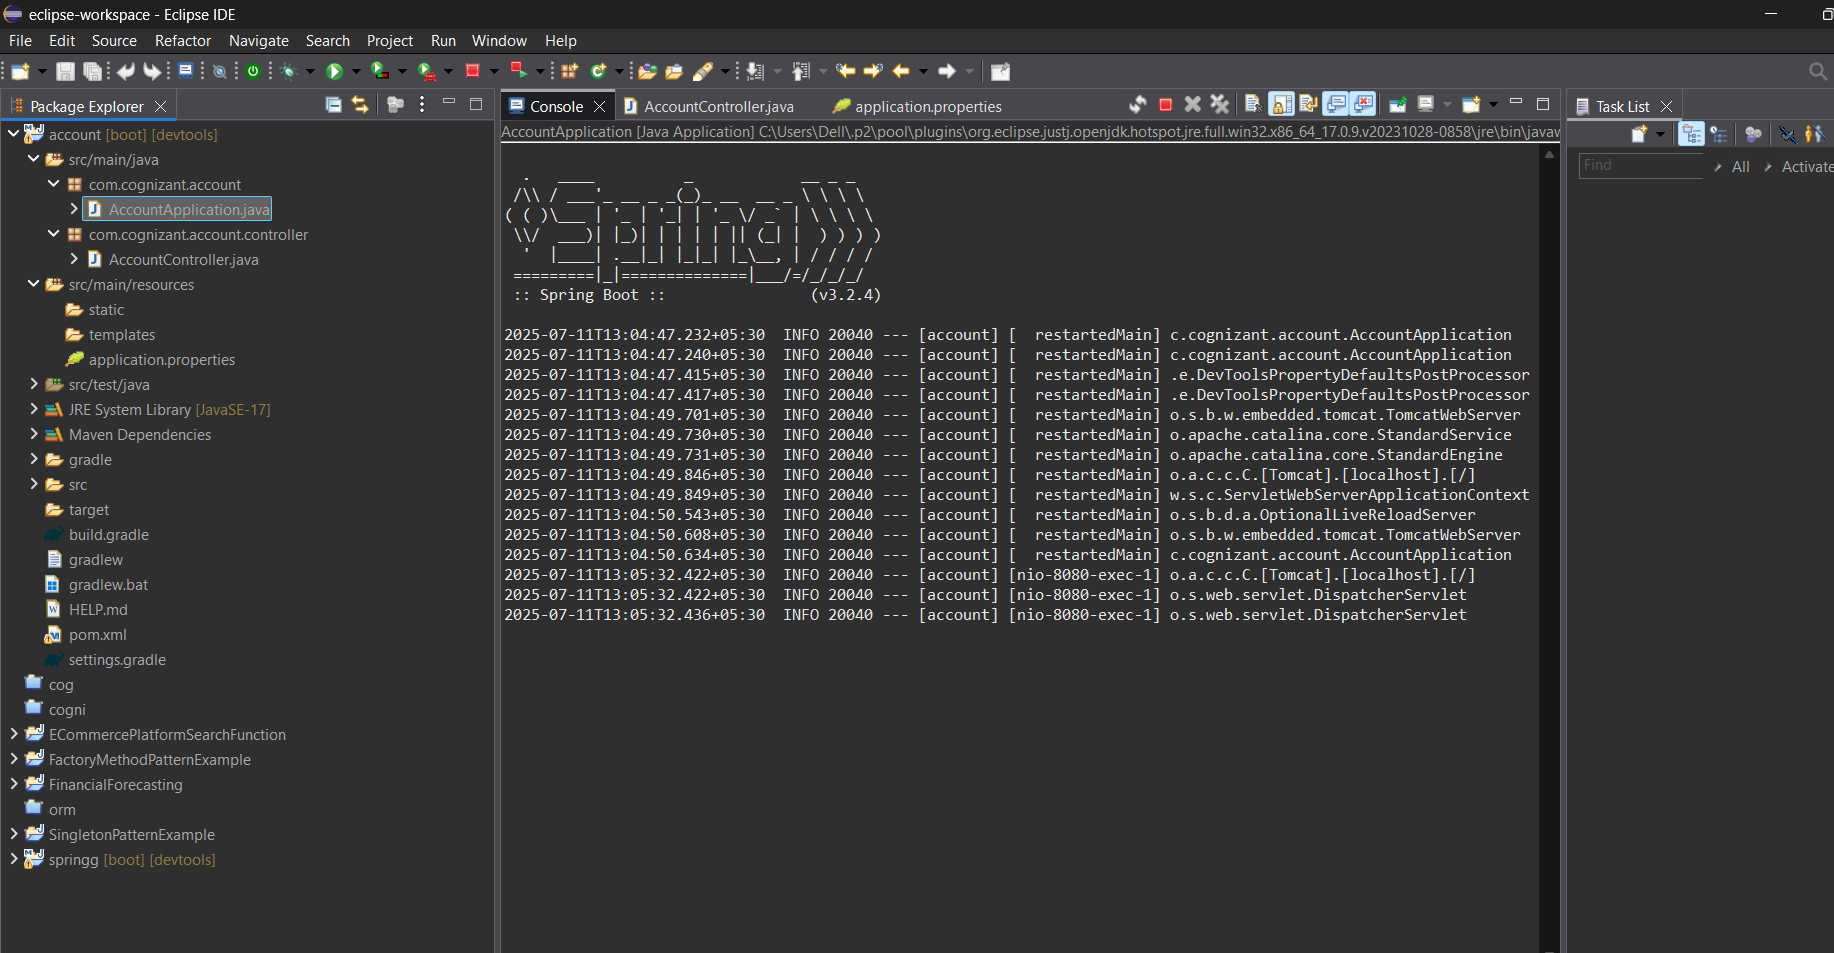 eclipse-workspace - Eclipse IDE
File Edit Source Refactor Navigate Search Project Run Window Help
Package Explorer
account [boot] [devtools]
src/main/java
com.cognizant.account
AccountApplication.java
com.cognizant.account.controller
AccountController.java
src/main/resources
static
templates
application.properties
src/test/java
JRE System Library [JavaSE-17]
Maven Dependencies
gradle
src
target
build.gradle
gradlew
gradlew.bat
HELP.md
pom.xml
settings.gradle
cog
cogni
ECommercePlatformSearchFunction
FactoryMethodPatternExample
FinancialForecasting
orm
SingletonPatternExample
springg [boot] [devtools]
Console AccountController.java application.properties
AccountApplication [Java Application] C:\Users\Dell\.p2\pool\plugins\org.eclipse.justj.openjdk.hotspot.jre.full.win32.x86_64_17.0.9.v20231028-0858\jre\bin\javaw
Spring
:: Spring Boot :: (v3.2.4)
2025-07-11T13:04:47.232+05:30 INFO 20040 --- [account] [ restartedMain] c.cognizant.account.AccountApplication
2025-07-11T13:04:47.240+05:30 INFO 20040 --- [account] [ restartedMain] c.cognizant.account.AccountApplication
2025-07-11T13:04:47.415+05:30 INFO 20040 --- [account] [ restartedMain] .e.DevToolsPropertyDefaultsPostProcessor
2025-07-11T13:04:47.417+05:30 INFO 20040 --- [account] [ restartedMain] .e.DevToolsPropertyDefaultsPostProcessor
2025-07-11T13:04:49.701+05:30 INFO 20040 --- [account] [ restartedMain] o.s.b.w.embedded.tomcat.TomcatWebServer
2025-07-11T13:04:49.730+05:30 INFO 20040 --- [account] [ restartedMain] o.apache.catalina.core.StandardService
2025-07-11T13:04:49.731+05:30 INFO 20040 --- [account] [ restartedMain] o.apache.catalina.core.StandardEngine
2025-07-11T13:04:49.846+05:30 INFO 20040 --- [account] [ restartedMain] o.a.c.c.C.[Tomcat].[localhost].[/]
2025-07-11T13:04:49.849+05:30 INFO 20040 --- [account] [ restartedMain] w.s.c.ServletWebServerApplicationContext
2025-07-11T13:04:50.543+05:30 INFO 20040 --- [account] [ restartedMain] o.s.b.d.a.OptionalLiveReloadServer
2025-07-11T13:04:50.608+05:30 INFO 20040 --- [account] [ restartedMain] o.s.b.w.embedded.tomcat.TomcatWebServer
2025-07-11T13:04:50.634+05:30 INFO 20040 --- [account] [ restartedMain] c.cognizant.account.AccountApplication
2025-07-11T13:05:32.422+05:30 INFO 20040 --- [account] [nio-8080-exec-1] o.a.c.c.C.[Tomcat].[localhost].[/]
2025-07-11T13:05:32.422+05:30 INFO 20040 --- [account] [nio-8080-exec-1] o.s.web.servlet.DispatcherServlet
2025-07-11T13:05:32.436+05:30 INFO 20040 --- [account] [nio-8080-exec-1] o.s.web.servlet.DispatcherServlet
Task List
Find All Activate